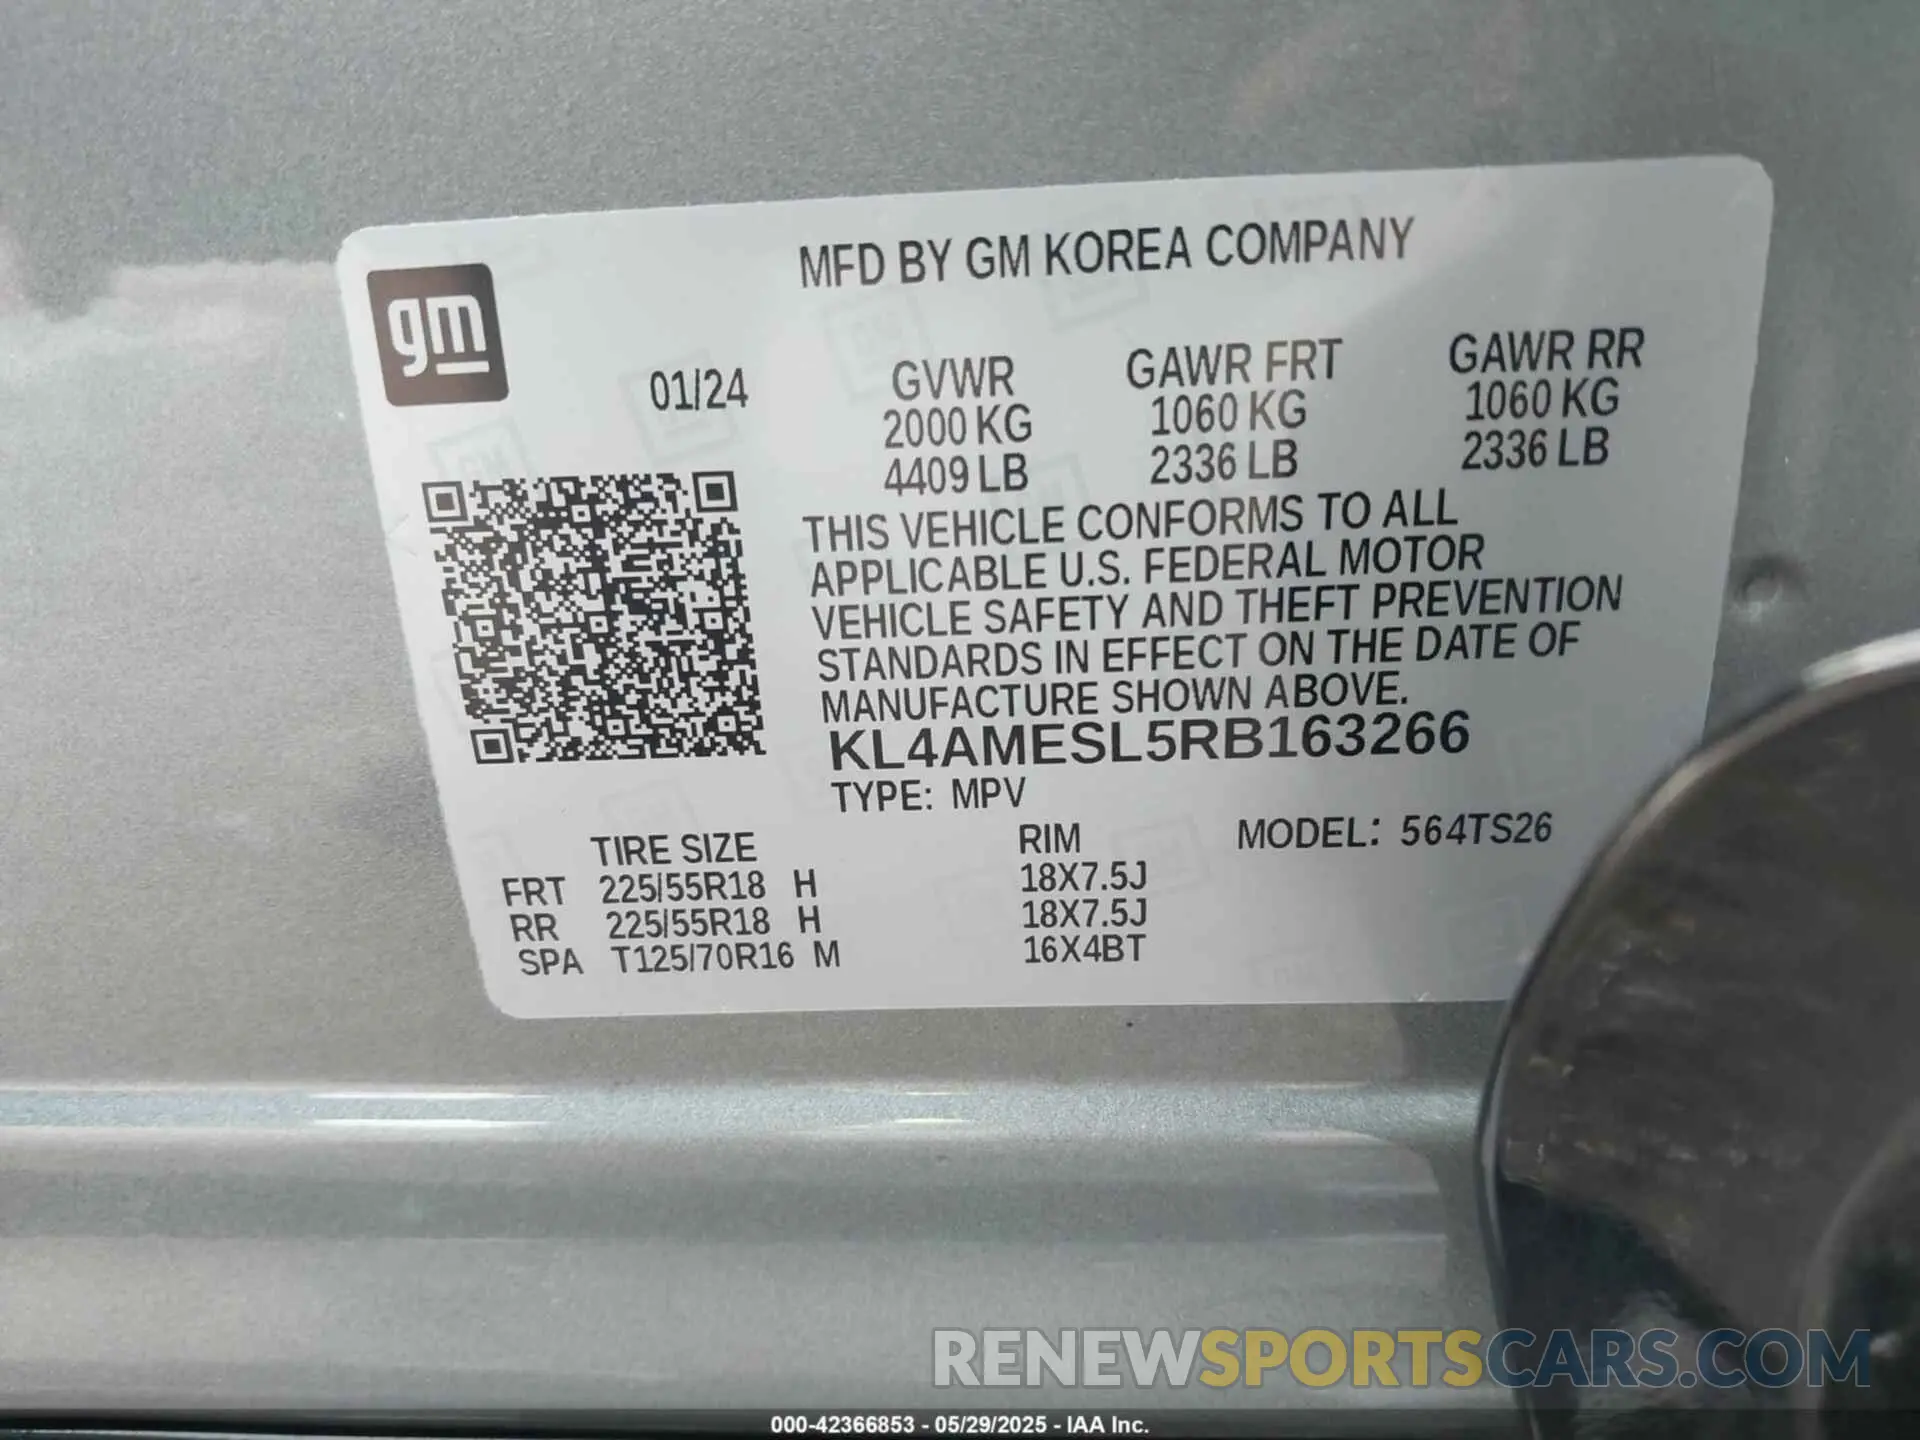 gm
MFD BY GM KOREA COMPANY
01/24
GVWR GAWR FRT GAWR RR
2000 KG 1060 KG 1060 KG
4409 LB 2336 LB 2336 LB
THIS VEHICLE CONFORMS TO ALL
APPLICABLE U.S. FEDERAL MOTOR
VEHICLE SAFETY AND THEFT PREVENTION
STANDARDS IN EFFECT ON THE DATE OF
MANUFACTURE SHOWN ABOVE.
KL4AMESL5RB163266
TYPE: MPV
TIRE SIZE RIM MODEL: 564TS26
FRT 225/55R18 H 18X7.5J
RR 225/55R18 H 18X7.5J
SPA T125/70R16 M 16X4BT
RENEWSPORTSCARS.COM
000-42366853 - 05/29/2025 - IAA Inc.